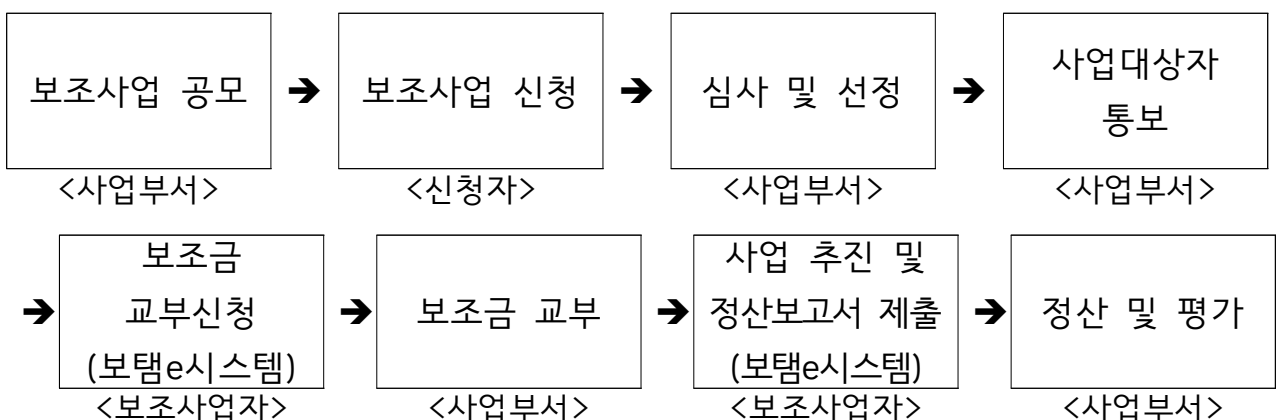 보조사업 공모 ➔ 보조사업 신청 ➔ 심사 및 선정 ➔ 사업대상자
통보
<사업부서> <신청자> <사업부서> <사업부서>
➔ 보조금
교부신청
(보탬e시스템) ➔ 보조금 교부 ➔ 사업 추진 및
정산보고서 제출
(보탬e시스템) ➔ 정산 및 평가
<보조사업자> <사업부서> <보조사업자> <사업부서>